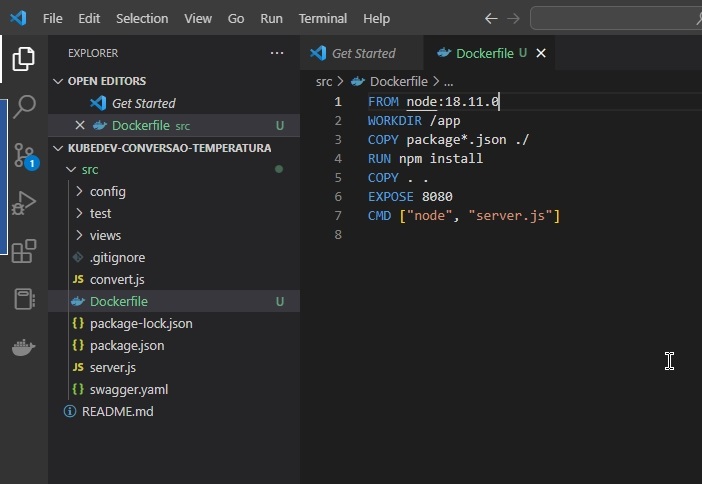 File Edit Selection View Go Run Terminal Help
EXPLORER
Get Started
Dockerfile U
OPEN EDITORS
Get Started
Dockerfile src U
KUBEDEV-CONVERSAO-TEMPERATURA
src
config
test
views
.gitignore
JS convert.js
Dockerfile U
{} package-lock.json
{} package.json
JS server.js
{} swagger.yaml
README.md
1
src > Dockerfile > ...
1 FROM node:18.11.0
2 WORKDIR /app
3 COPY package*.json ./
4 RUN npm install
5 COPY . .
6 EXPOSE 8080
7 CMD ["node", "server.js"]
8